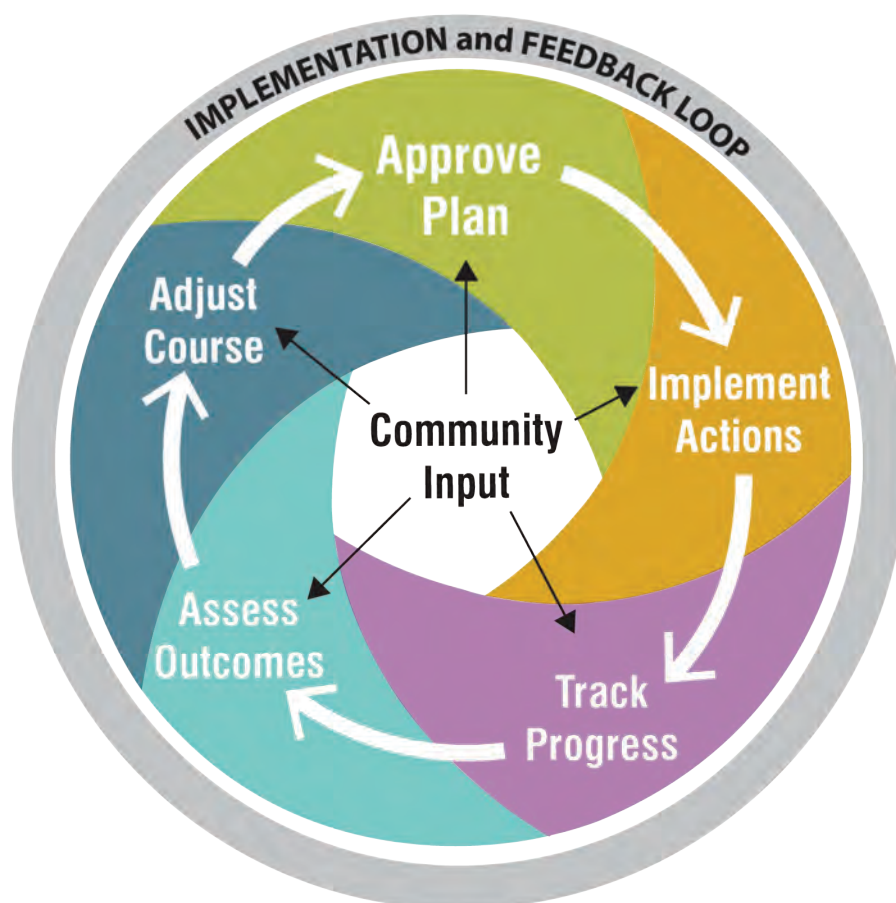 IMPLEMENTATION and FEEDBACK LOOP
Approve
Plan
Implement
Actions
Track
Progress
Assess
Outcomes
Adjust
Course
Community
Input